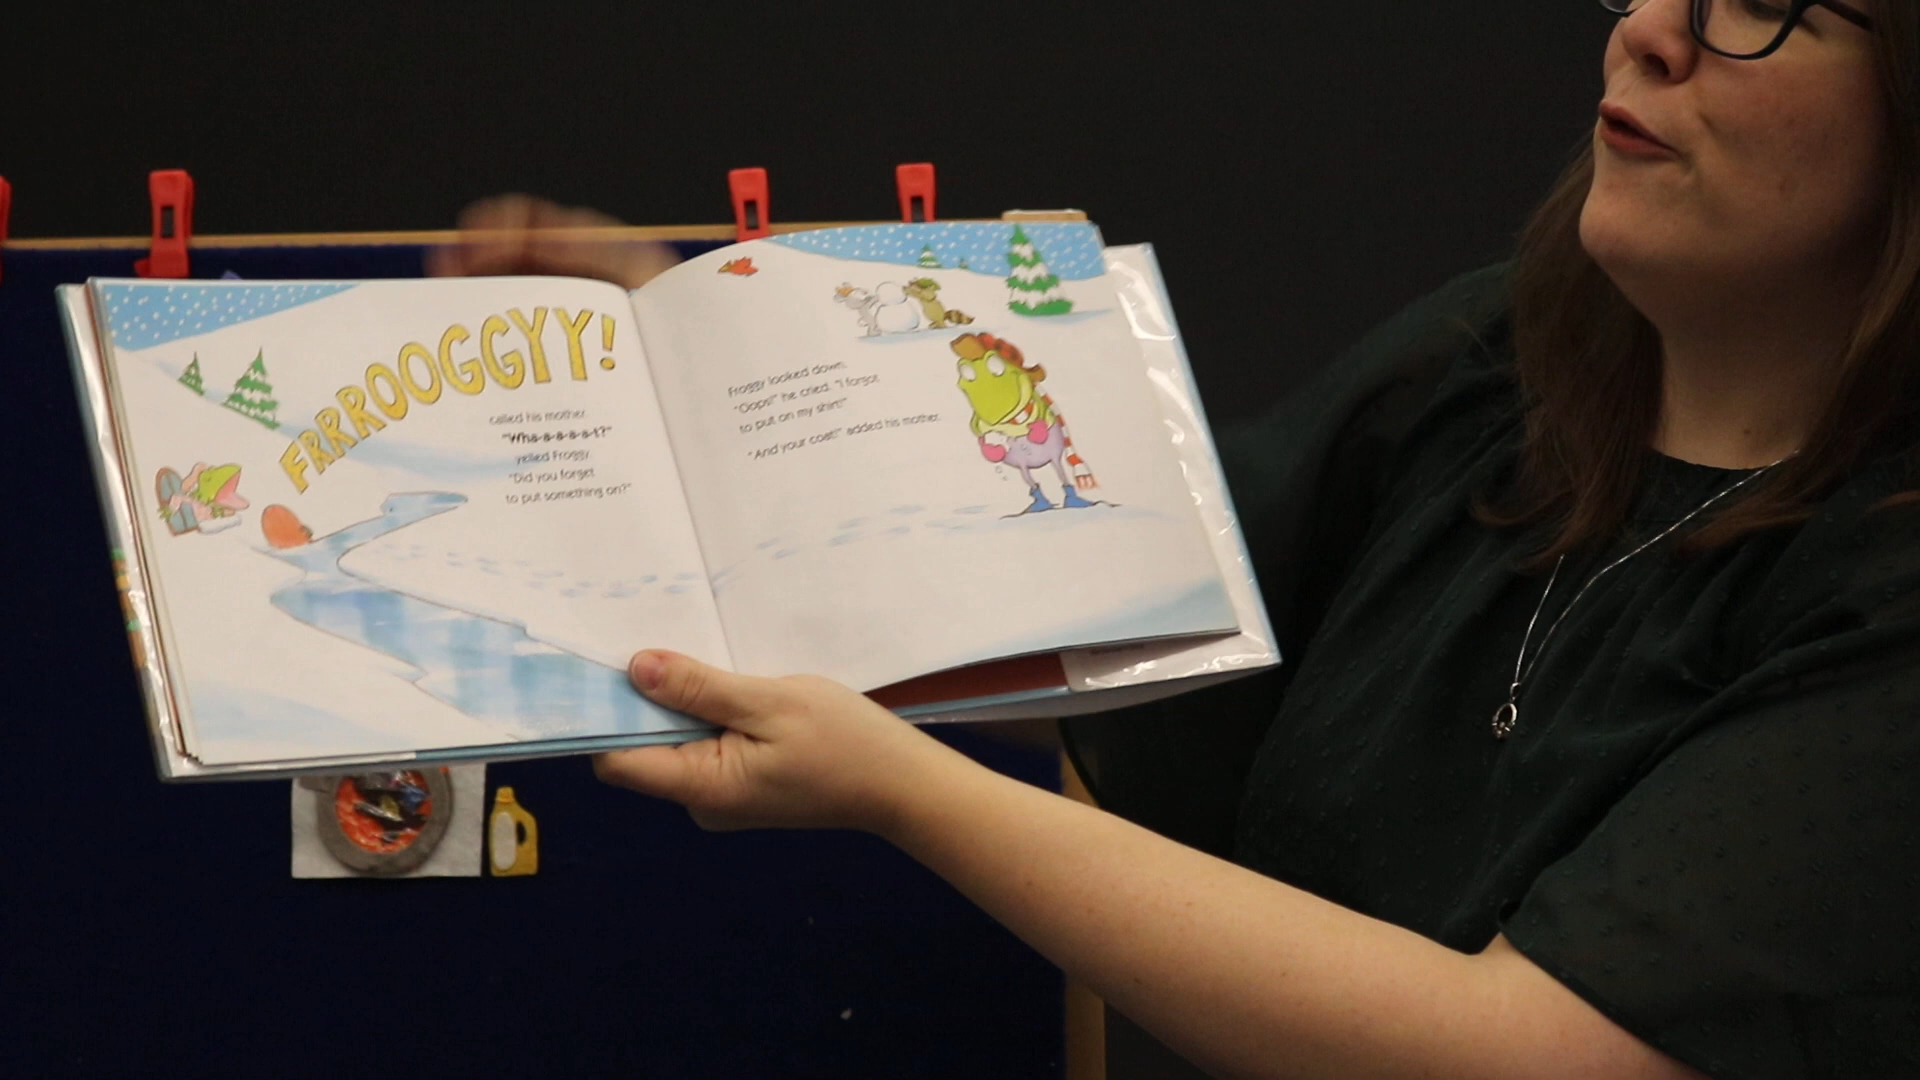 FRRROOGGYY!
called his mother.
"Wha-a-a-a-a-t?"
yelled Froggy.
"Did you forget
to put something on?"
Froggy looked down.
"Oops!" he cried. "I forgot
to put on my shirt!"
"And your coat!" added his mother.